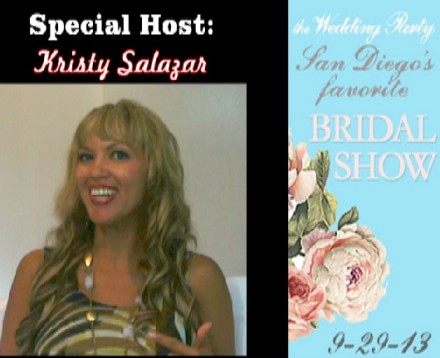 Special Host:
Kristy Salazar
the Wedding Party
San Diego's
favorite
BRIDAL
SHOW
9-29-13